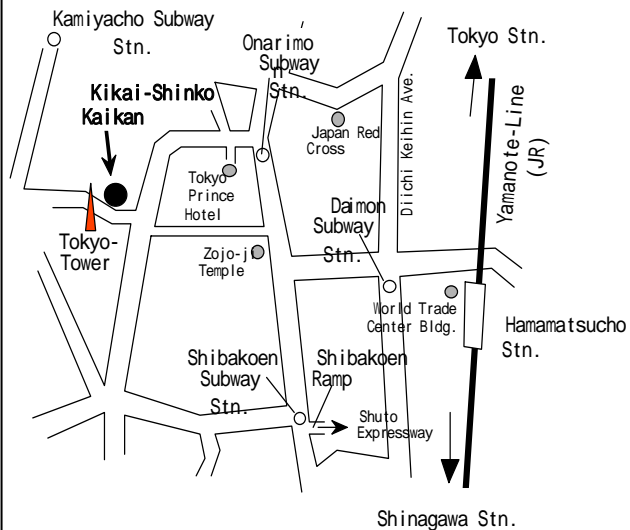 Kamiyacho Subway
Stn.
Onarimo
n
Subway
Stn.
Tokyo Stn.
Kikai-Shinko
Kaikan
Japan Red
Cross
Diichi Keihin Ave.
Yamanote-Line
(JR)
Tokyo
Prince
Hotel
Daimon
Subway
Stn.
Tokyo-
Tower
Zojo-ji
Temple
World Trade
Center Bldg.
Hamamatsucho
Stn.
Shibakoen
Subway
Stn.
Shibakoen
Ramp
Shuto
Expressway
Shinagawa Stn.